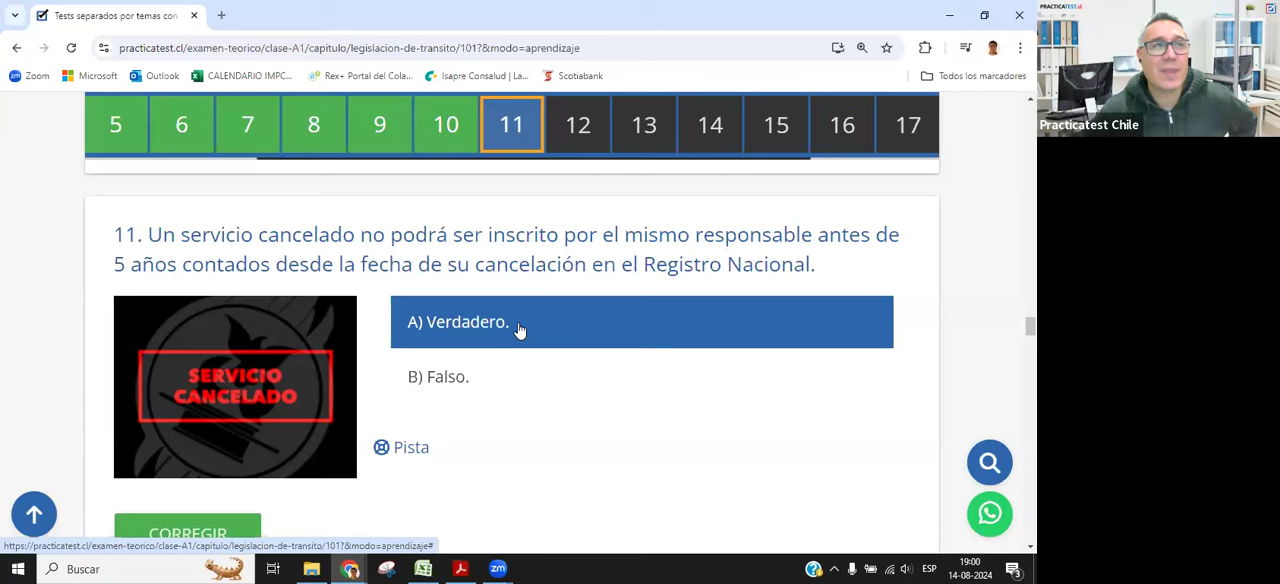 Tests separados por temas con
practicatest.cl/examen-teorico/clase-A1/capitulo/legislacion-de-transito/101?&modo=aprendizaje
Zoom
Microsoft
Outlook
CALENDARIO IMPC...
Rex+ Portal del Cola...
Isapre Consalud | La...
Scotiabank
Todos los marcadores
PRACTICATEST.cl
Practicatest Chile
5 6 7 8 9 10 11 12 13 14 15 16 17
11. Un servicio cancelado no podrá ser inscrito por el mismo responsable antes de
5 años contados desde la fecha de su cancelación en el Registro Nacional.
SERVICIO
CANCELADO
A) Verdadero.
B) Falso.
Pista
CORREGIR
https://practicatest.cl/examen-teorico/clase-A1/capitulo/legislacion-de-transito/101?&modo=aprendizaje#
Buscar
zm
ESP
19:00
14-08-2024
3